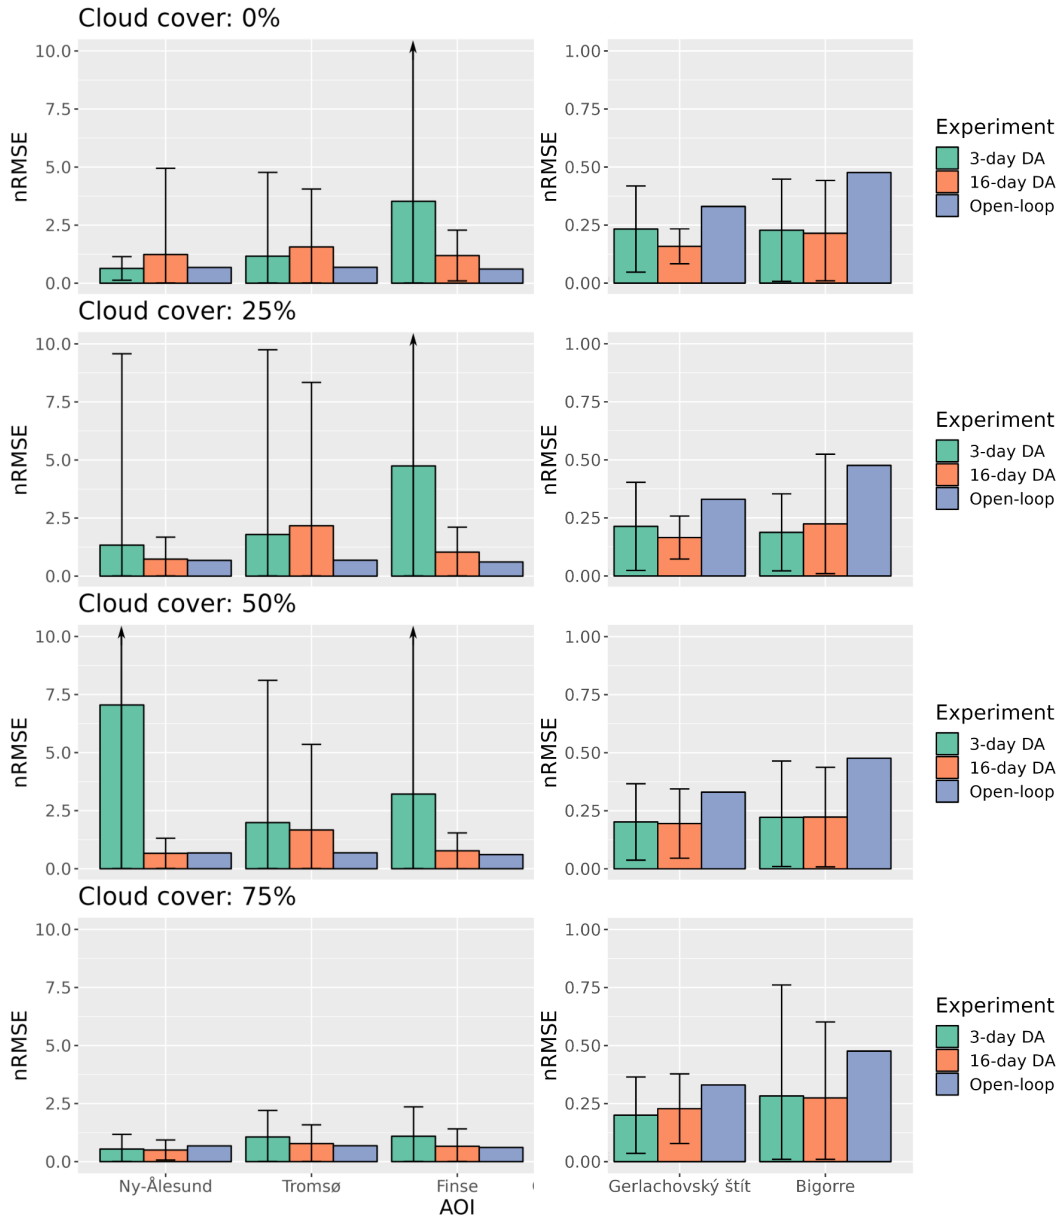 Cloud cover: 0%
10.0
7.5
5.0
2.5
0.0
nRMSE
1.00
0.75
0.50
0.25
0.00
nRMSE
Experiment
3-day DA
16-day DA
Open-loop
Cloud cover: 25%
10.0
7.5
5.0
2.5
0.0
nRMSE
1.00
0.75
0.50
0.25
0.00
nRMSE
Experiment
3-day DA
16-day DA
Open-loop
Cloud cover: 50%
10.0
7.5
5.0
2.5
0.0
nRMSE
1.00
0.75
0.50
0.25
0.00
nRMSE
Experiment
3-day DA
16-day DA
Open-loop
Cloud cover: 75%
10.0
7.5
5.0
2.5
0.0
nRMSE
1.00
0.75
0.50
0.25
0.00
nRMSE
Experiment
3-day DA
16-day DA
Open-loop
Ny-Ålesund Tromsø Finse
Gerlachovský štít Bigorre
AOI